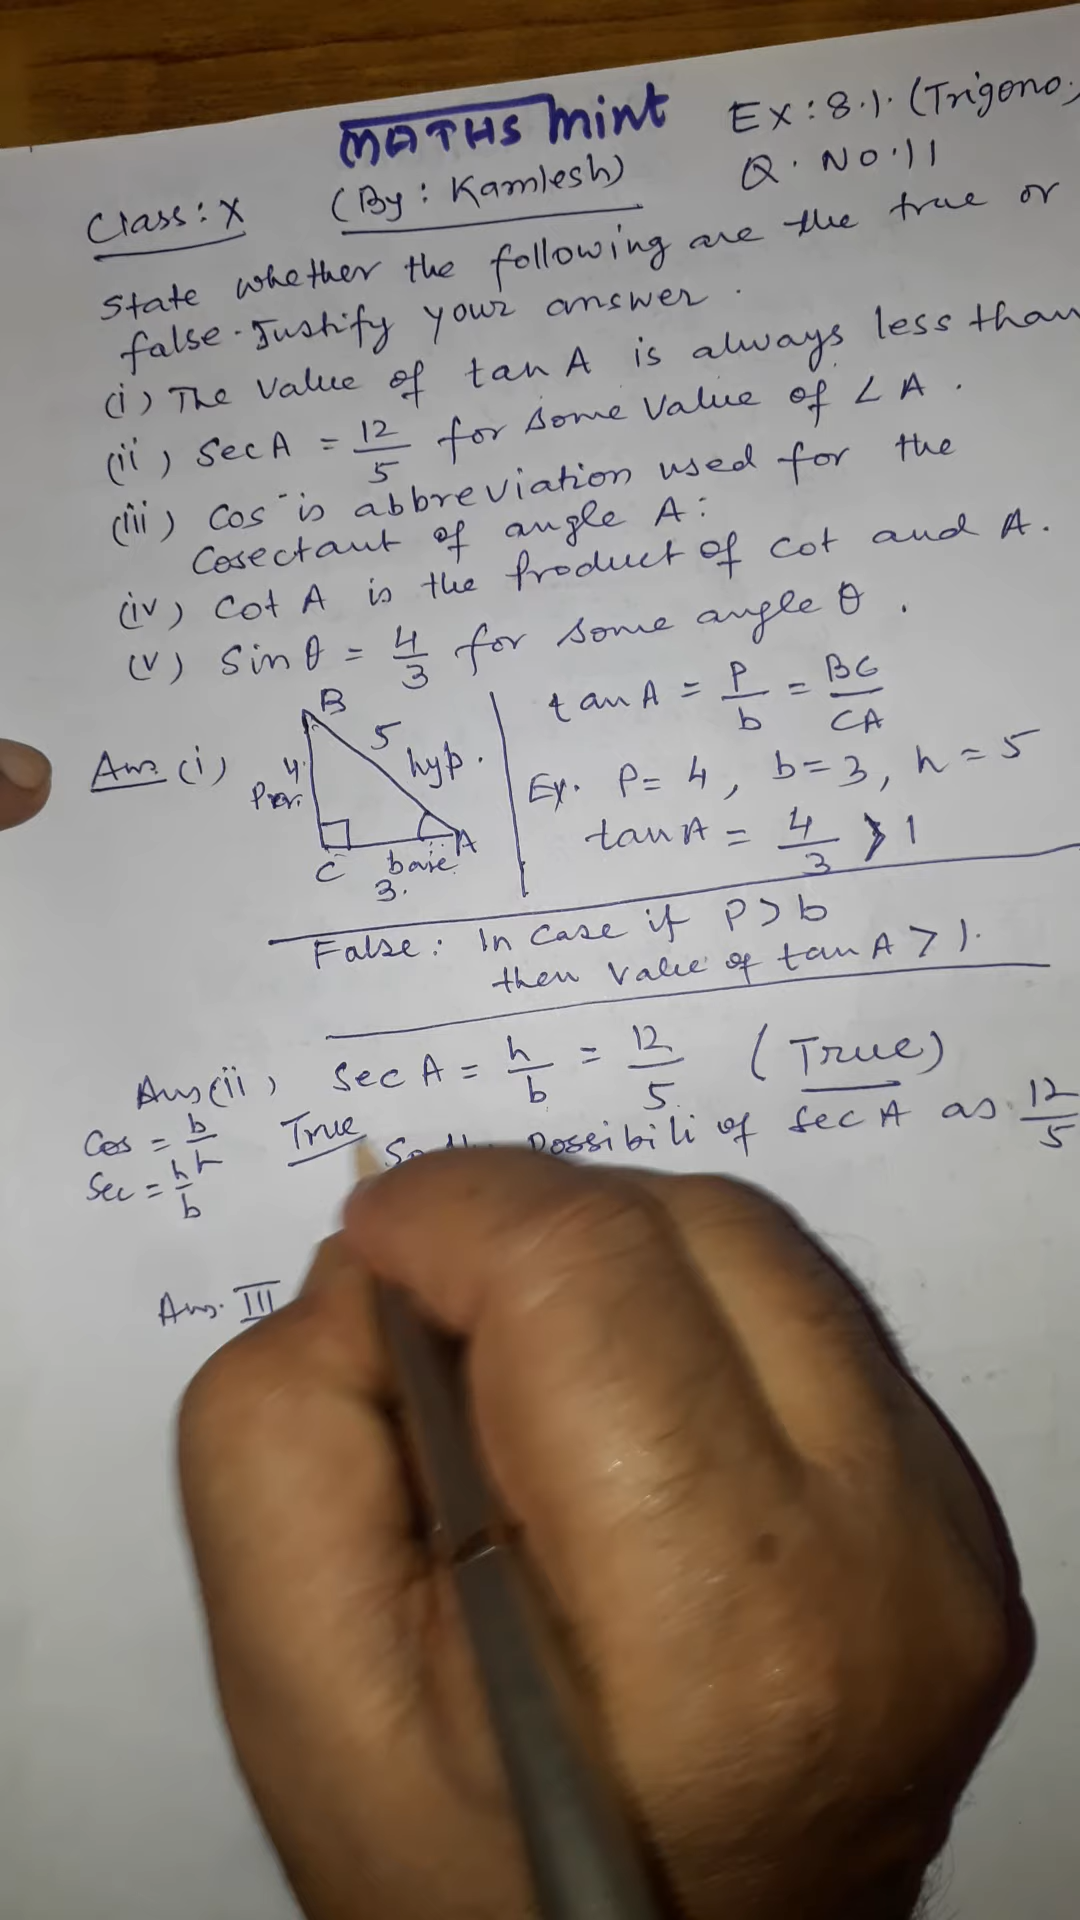 MATHS mint
Ex: 8.1. (Trigono.
Class: X
(By: Kamlesh)
Q. No. 11
State whether the following are the true or
false. Justify your answer.
(i) The value of tan A is always less than
(ii) Sec A = 12/5 for some value of ∠A.
(iii) Cos is abbreviation used for the
Cosectant of angle A:
(iv) Cot A is the product of cot and A.
(v) Sin θ = 4/3 for some angle θ.
Ans (i)
B
4
Per.
5
hyp.
C
base
3.
A
tan A = P/b = BC/CA
Ex. P = 4, b = 3, h = 5
tan A = 4/3 > 1
False: In case if P > b
then value of tan A > 1.
Ans (ii) Sec A = h/b = 12/5 (True)
Cos = b/h
Sec = h/b
True
Possibili of Sec A as 12/5
Ans. III